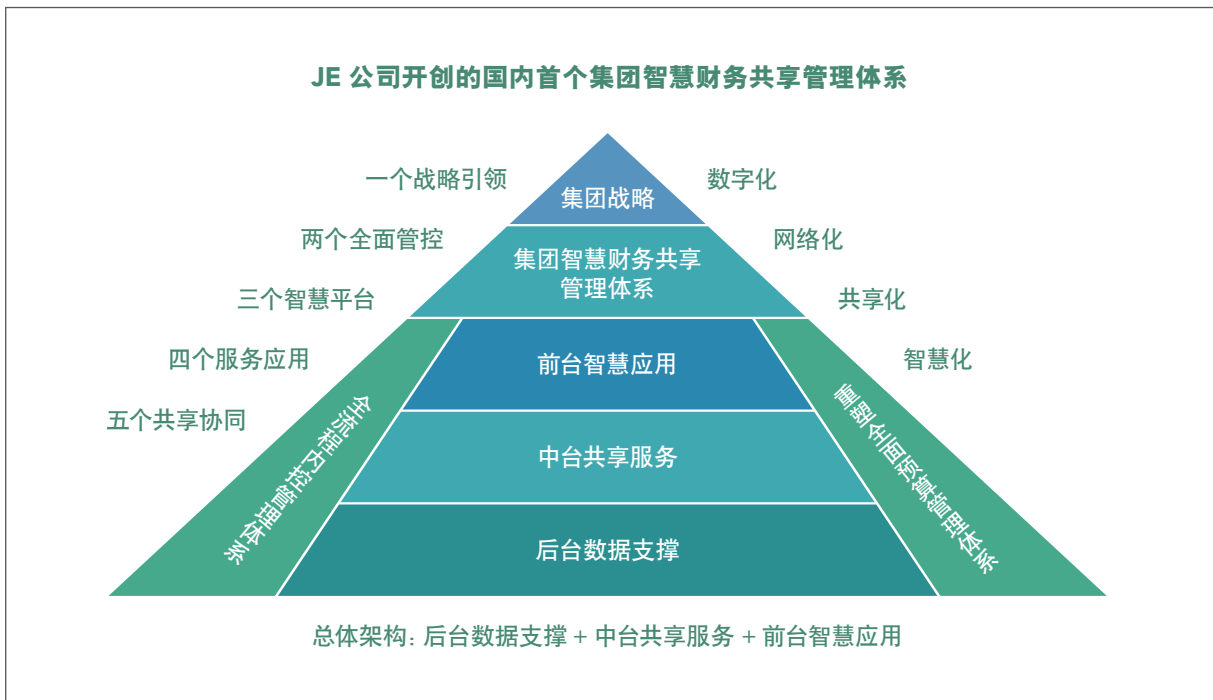 JE 公司开创的国内首个集团智慧财务共享管理体系
一个战略引领
数字化
集团战略
两个全面管控
网络化
集团智慧财务共享
管理体系
三个智慧平台
共享化
四个服务应用
前台智慧应用
智慧化
五个共享协同
全流程内控管理体系
重塑全面预算管理体系
中台共享服务
后台数据支撑
总体架构: 后台数据支撑 + 中台共享服务 + 前台智慧应用